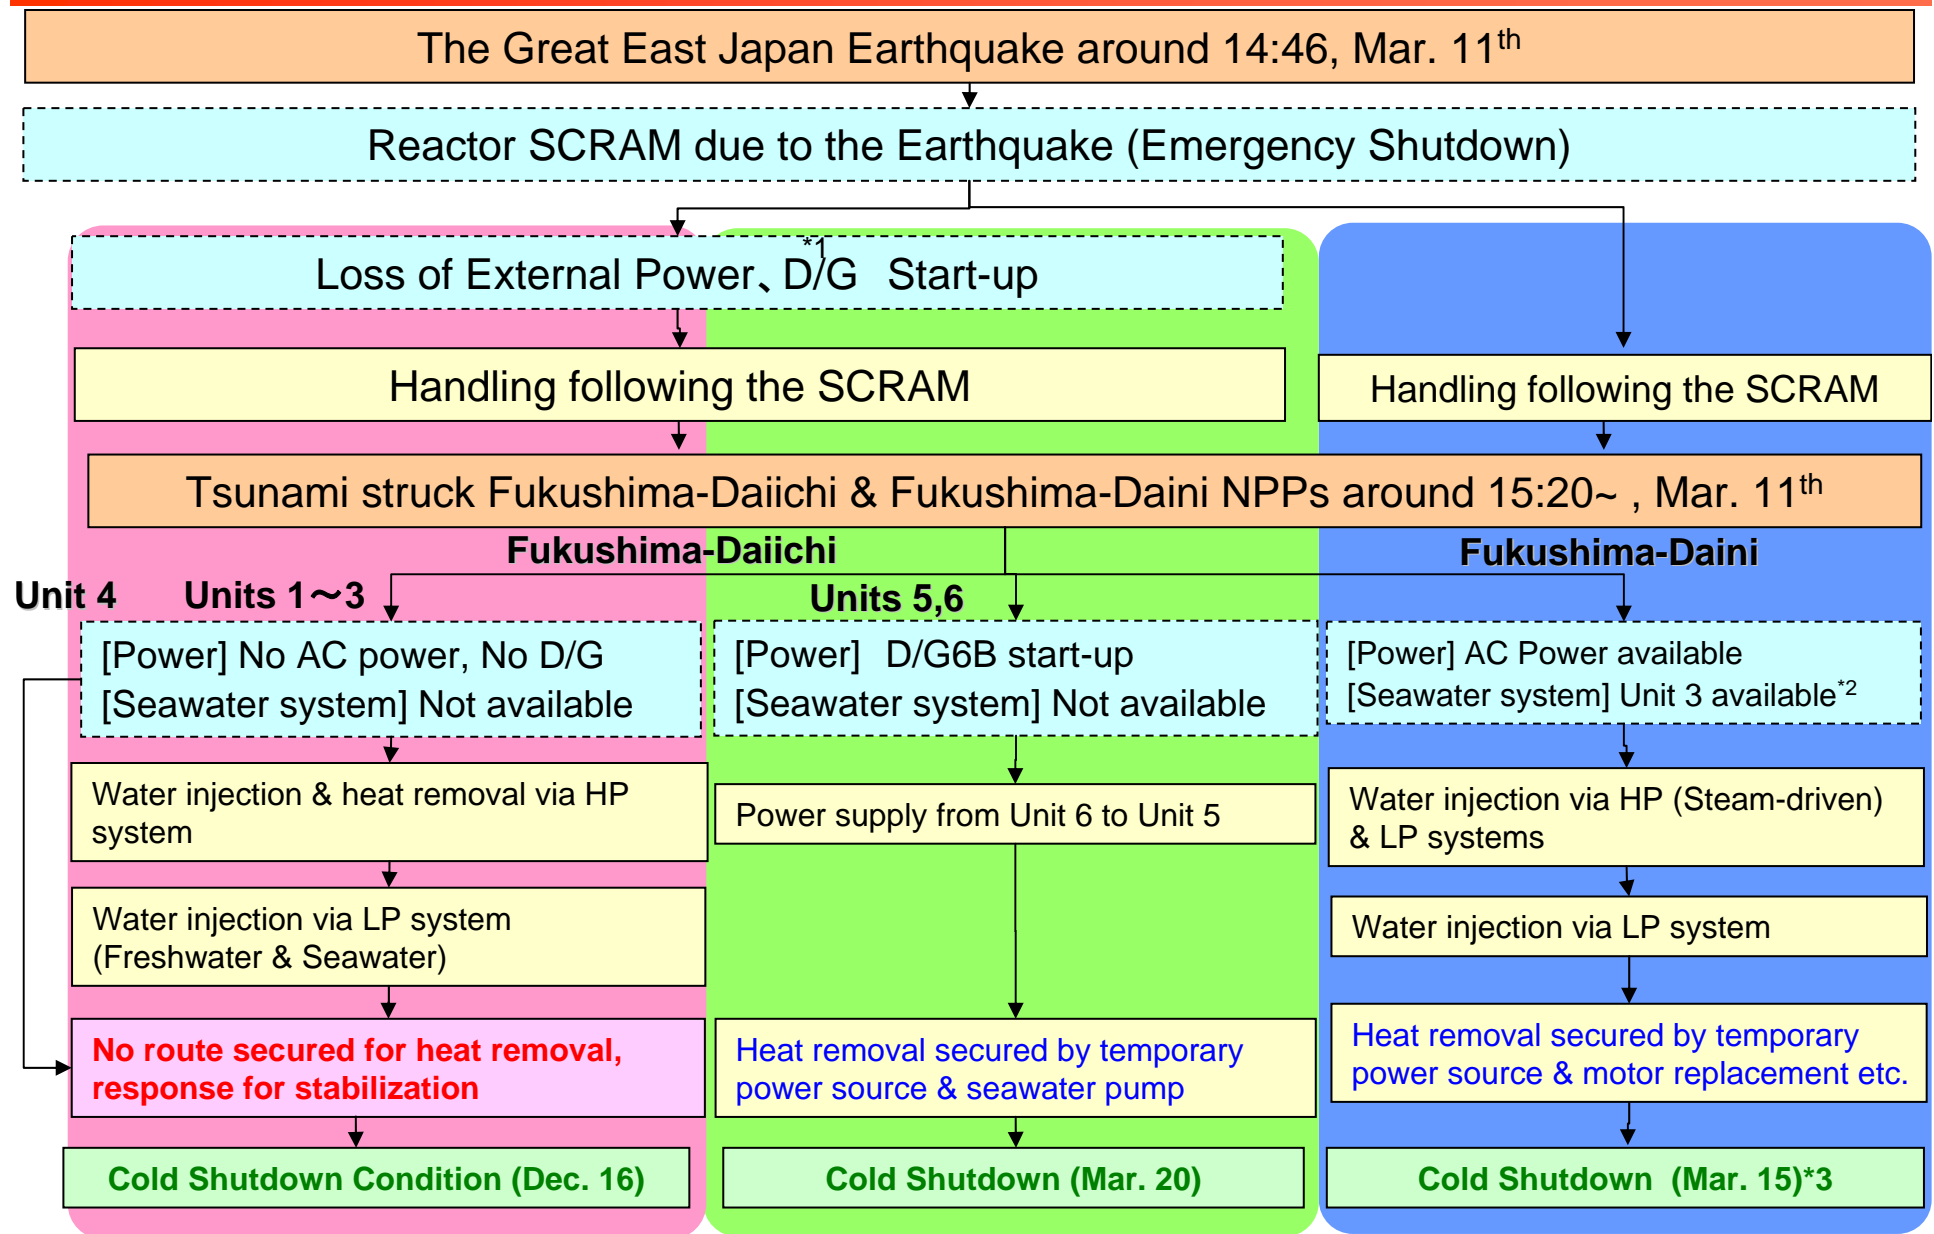 The Great East Japan Earthquake around 14:46, Mar. 11th
Reactor SCRAM due to the Earthquake (Emergency Shutdown)
Loss of External Power、D/G*1 Start-up
Handling following the SCRAM
Handling following the SCRAM
Tsunami struck Fukushima-Daiichi & Fukushima-Daini NPPs around 15:20~ , Mar. 11th
Fukushima-Daiichi
Fukushima-Daini
Unit 4
Units 1～3
Units 5,6
[Power] No AC power, No D/G
[Seawater system] Not available
[Power] D/G6B start-up
[Seawater system] Not available
[Power] AC Power available
[Seawater system] Unit 3 available*2
Water injection & heat removal via HP
system
Power supply from Unit 6 to Unit 5
Water injection via HP (Steam-driven)
& LP systems
Water injection via LP system
(Freshwater & Seawater)
Water injection via LP system
No route secured for heat removal,
response for stabilization
Heat removal secured by temporary
power source & seawater pump
Heat removal secured by temporary
power source & motor replacement etc.
Cold Shutdown Condition (Dec. 16)
Cold Shutdown (Mar. 20)
Cold Shutdown (Mar. 15)*3